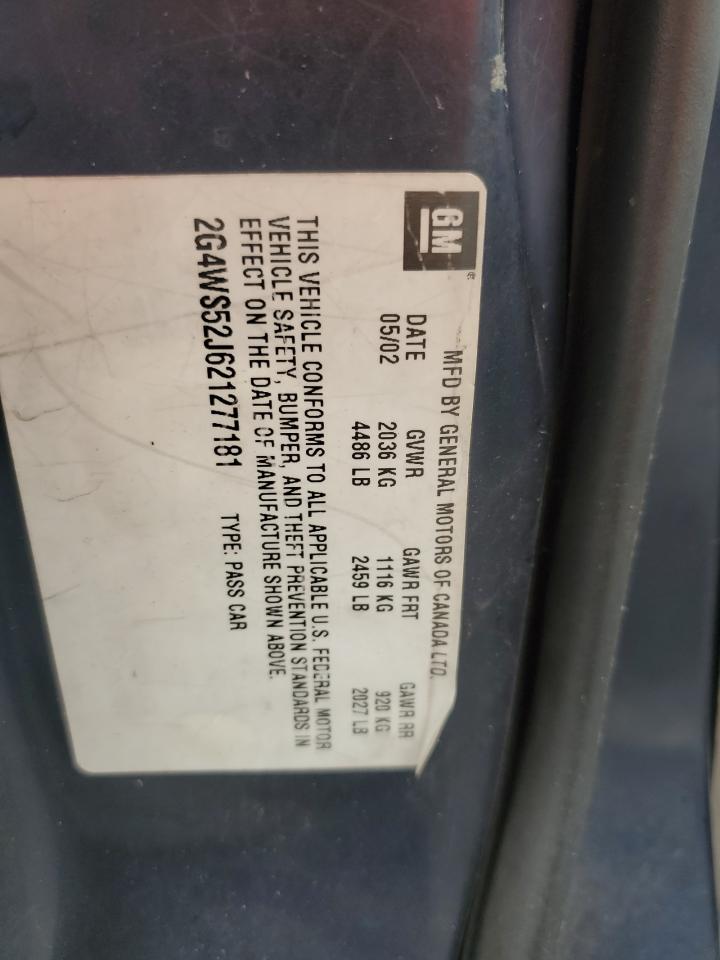 GM ®
MFD BY GENERAL MOTORS OF CANADA LTD.
DATE GVWR GAWR FRT GAWR RR
05/02 2036 KG 1116 KG 920 KG
4486 LB 2459 LB 2027 LB
THIS VEHICLE CONFORMS TO ALL APPLICABLE U.S. FEDERAL MOTOR
VEHICLE SAFETY, BUMPER, AND THEFT PREVENTION STANDARDS IN
EFFECT ON THE DATE OF MANUFACTURE SHOWN ABOVE.
2G4WS52J621277181 TYPE: PASS CAR